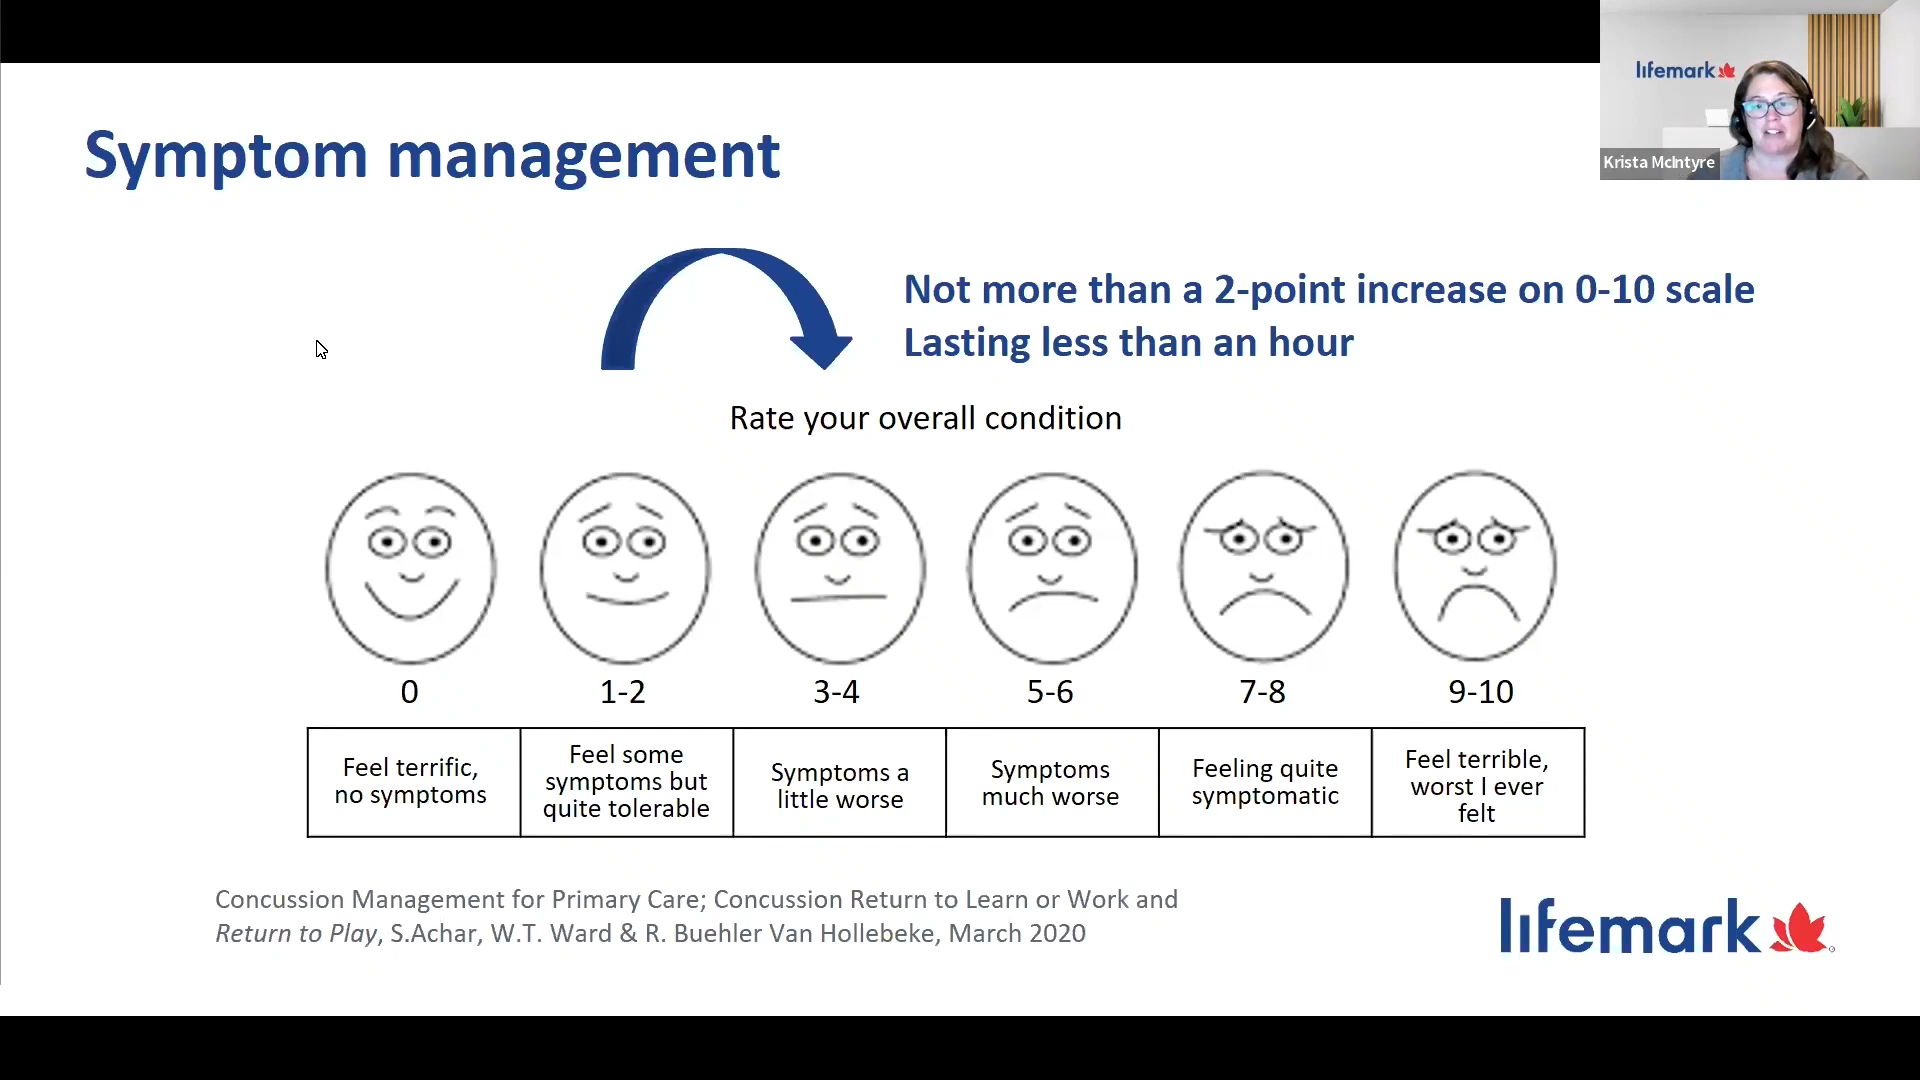 lifemark
Krista McIntyre
Symptom management
Not more than a 2-point increase on 0-10 scale
Lasting less than an hour
Rate your overall condition
0
1-2
3-4
5-6
7-8
9-10
Feel terrific,
no symptoms
Feel some
symptoms but
quite tolerable
Symptoms a
little worse
Symptoms
much worse
Feeling quite
symptomatic
Feel terrible,
worst I ever
felt
Concussion Management for Primary Care; Concussion Return to Learn or Work and
Return to Play, S.Achar, W.T. Ward & R. Buehler Van Hollebeke, March 2020
lifemark